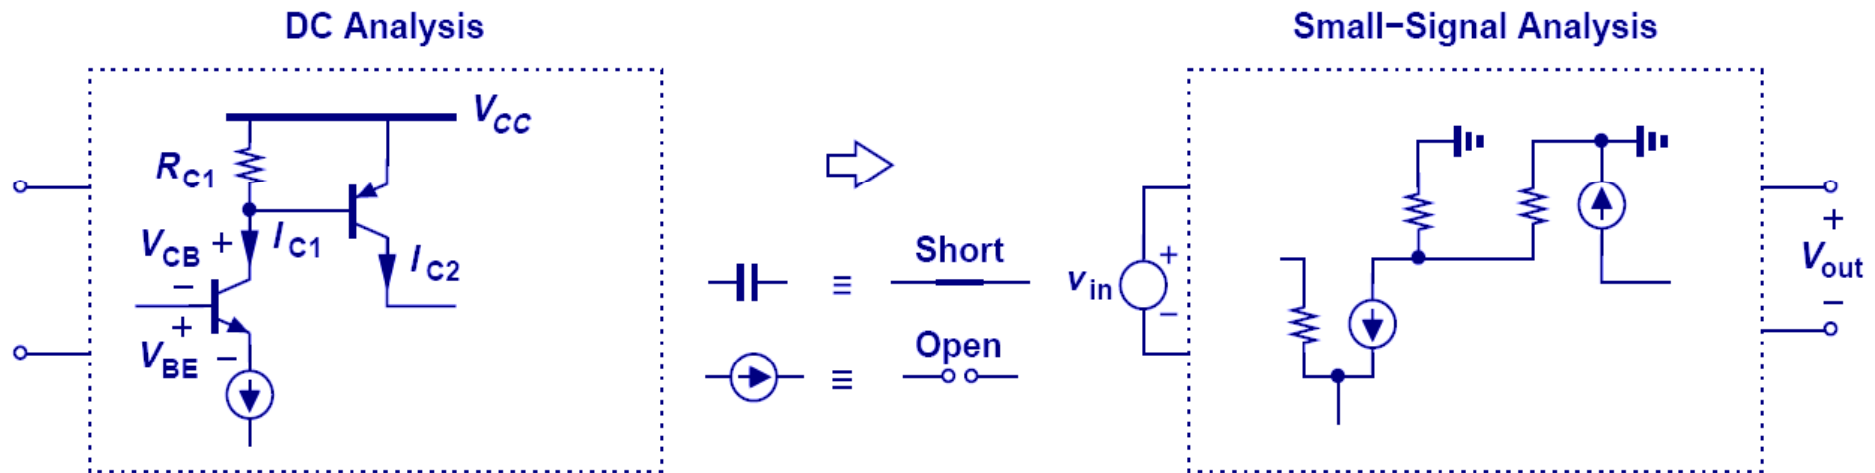 DC Analysis
Small−Signal Analysis
VCC
RC1
VCB + IC1
−
IC2
+
VBE −
≡ Short
≡ Open
vin + −
+
Vout
−